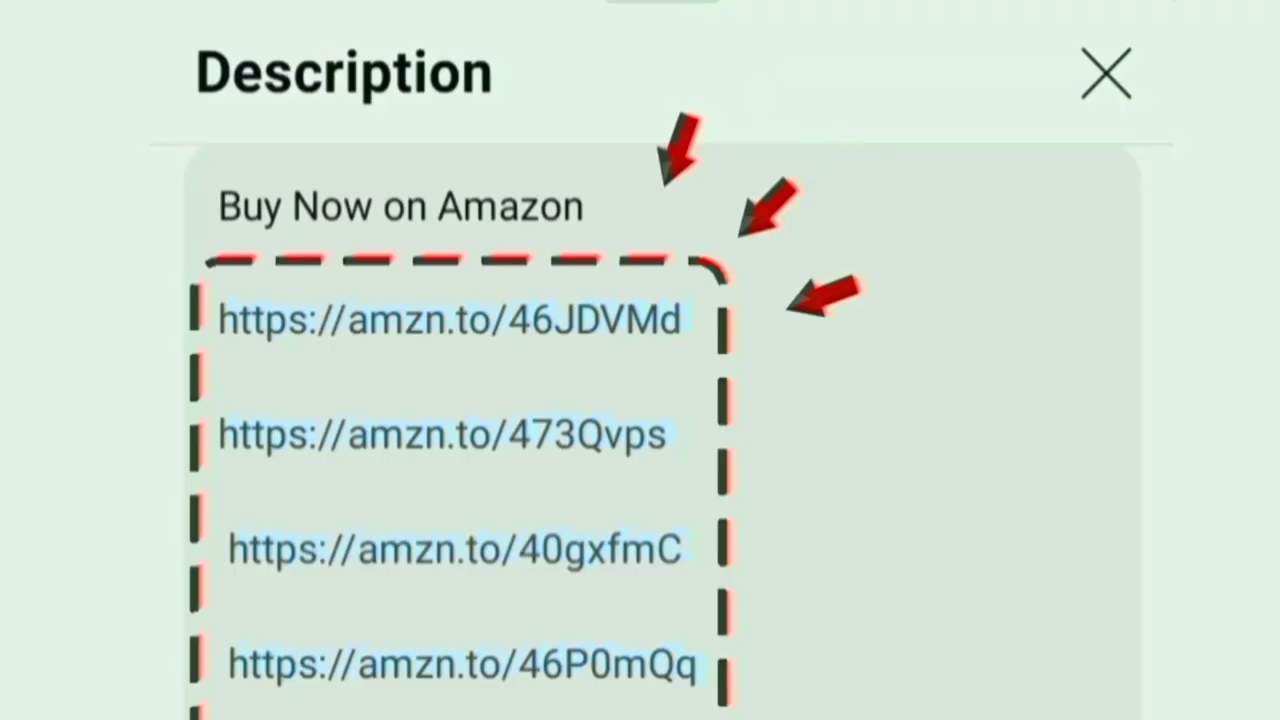 Description
Buy Now on Amazon
https://amzn.to/46JDVMd
https://amzn.to/473Qvps
https://amzn.to/40gxfmC
https://amzn.to/46P0mQq